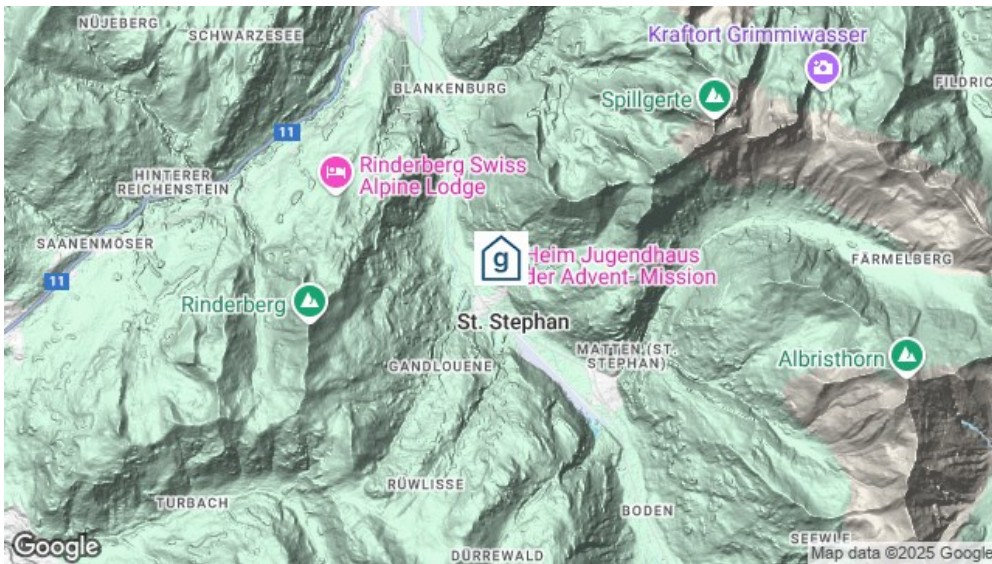 NÜJEBERG
SCHWARZESEE
Kraftort Grimmiwasser
BLANKENBURG
Spillgerte
FILDRIC
11
Rinderberg Swiss
Alpine Lodge
HINTERER
REICHENSTEIN
SAANENMÖSER
g
Heim Jugendhaus
der Advent- Mission
FÄRMELBERG
11
Rinderberg
St. Stephan
MATTEN (ST.
STEPHAN)
Albristhorn
GANDLOUENE
RÜWLISSE
TURBACH
BODEN
SEEWLE
Google
DÜRREWALD
Map data ©2025 Google